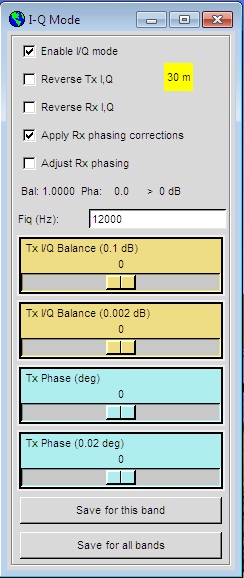 I-Q Mode
Enable I/Q mode
Reverse Tx I,Q
30 m
Reverse Rx I,Q
Apply Rx phasing corrections
Adjust Rx phasing
Bal: 1.0000 Pha: 0.0 > 0 dB
Fiq (Hz): 12000
Tx I/Q Balance (0.1 dB)
0
Tx I/Q Balance (0.002 dB)
0
Tx Phase (deg)
0
Tx Phase (0.02 deg)
0
Save for this band
Save for all bands